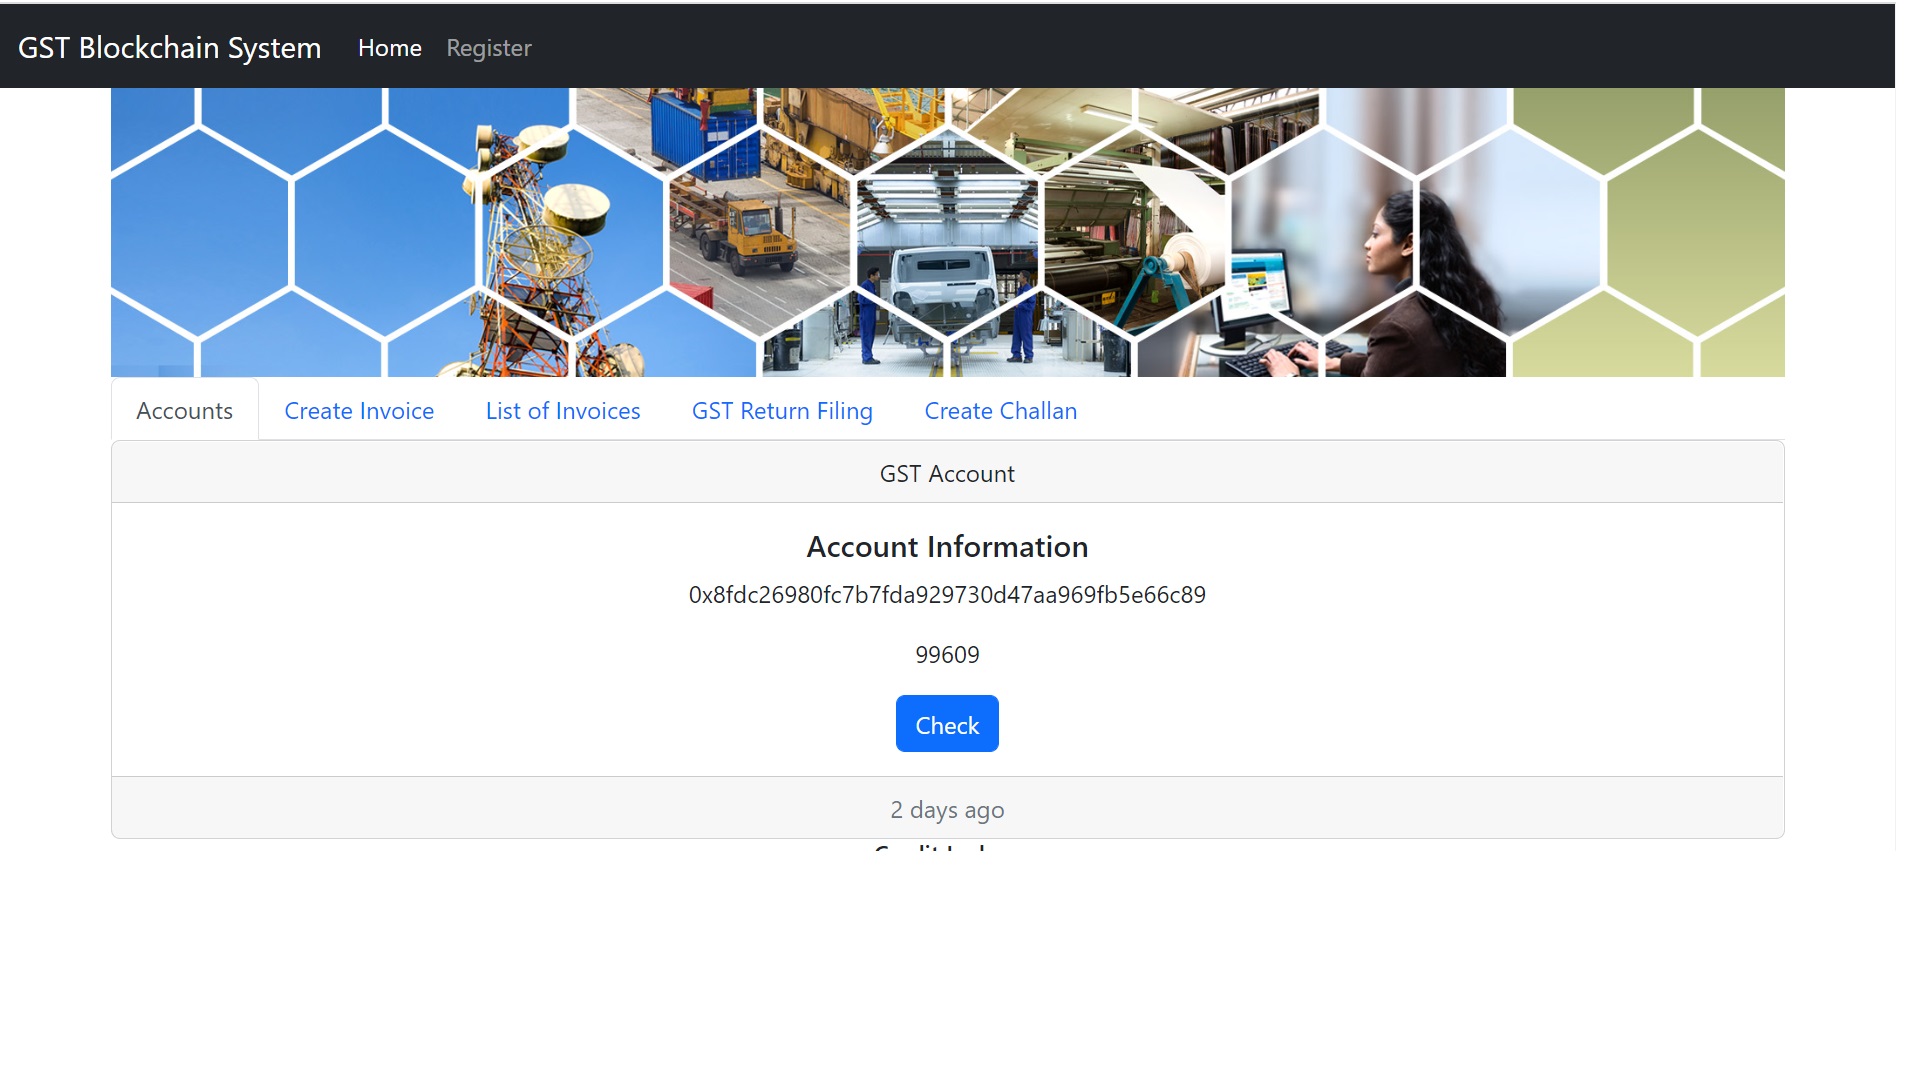 GST Blockchain System Home Register
Accounts Create Invoice List of Invoices GST Return Filing Create Challan
GST Account
Account Information
0x8fdc26980fc7b7fda929730d47aa969fb5e66c89
99609
Check
2 days ago